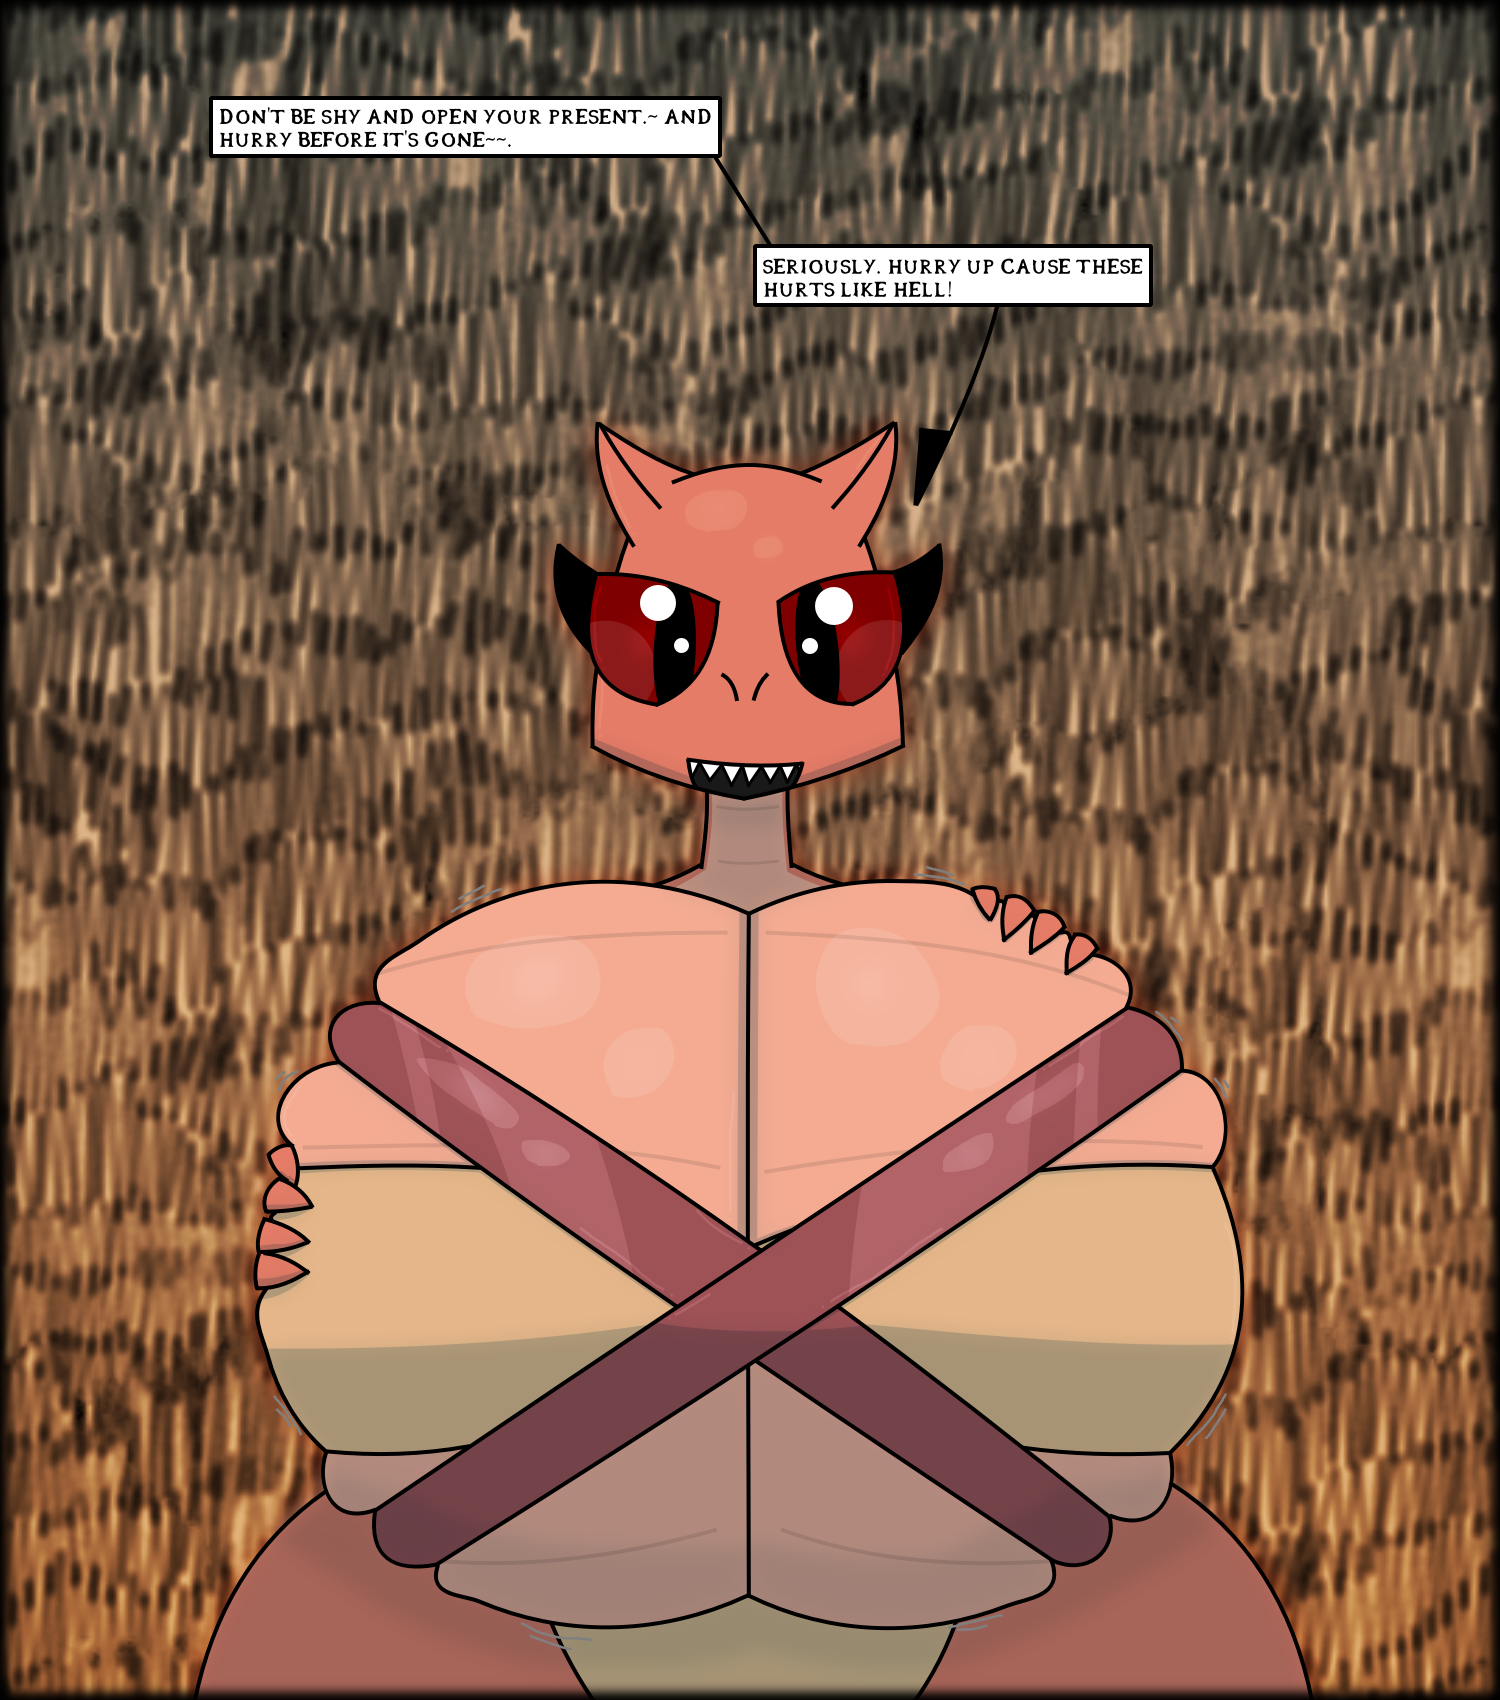 DON'T BE SHY AND OPEN YOUR PRESENT.~ AND
HURRY BEFORE IT'S GONE~~.
SERIOUSLY. HURRY UP CAUSE THESE
HURTS LIKE HELL!